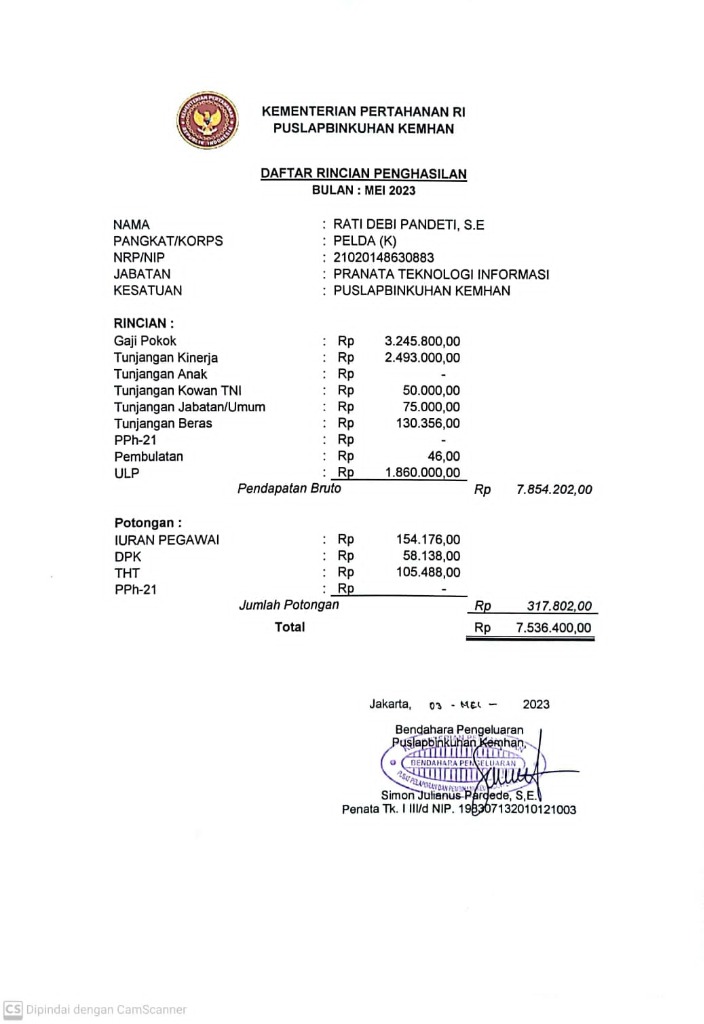 KEMENTERIAN PERTAHANAN
REPUBLIK INDONESIA
KEMENTERIAN PERTAHANAN RI
PUSLAPBINKUHAN KEMHAN
DAFTAR RINCIAN PENGHASILAN
BULAN : MEI 2023
NAMA : RATI DEBI PANDETI, S.E
PANGKAT/KORPS : PELDA (K)
NRP/NIP : 21020148630883
JABATAN : PRANATA TEKNOLOGI INFORMASI
KESATUAN : PUSLAPBINKUHAN KEMHAN
RINCIAN :
Gaji Pokok : Rp 3.245.800,00
Tunjangan Kinerja : Rp 2.493.000,00
Tunjangan Anak : Rp -
Tunjangan Kowan TNI : Rp 50.000,00
Tunjangan Jabatan/Umum : Rp 75.000,00
Tunjangan Beras : Rp 130.356,00
PPh-21 : Rp -
Pembulatan : Rp 46,00
ULP : Rp 1.860.000,00
Pendapatan Bruto Rp 7.854.202,00
Potongan :
IURAN PEGAWAI : Rp 154.176,00
DPK : Rp 58.138,00
THT : Rp 105.488,00
PPh-21 : Rp -
Jumlah Potongan Rp 317.802,00
Total Rp 7.536.400,00
Jakarta, 03 - MEI - 2023
Bendahara Pengeluaran
Puslapbinkuhan Kemhan,
BENDAHARA PENGELUARAN
Simon Julianus Pardede, S,E.
Penata Tk. I III/d NIP. 198307132010121003
CS Dipindai dengan CamScanner